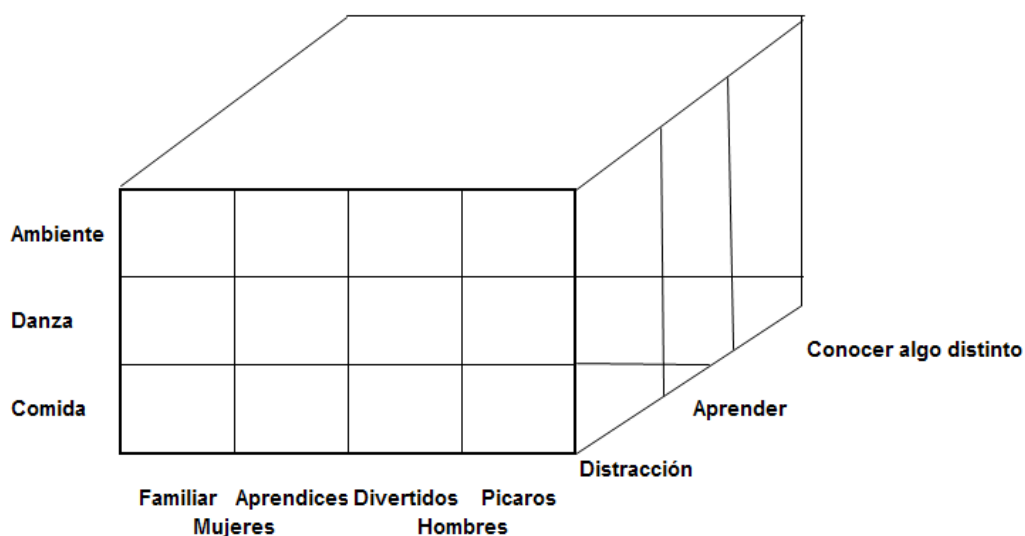 Ambiente
Danza
Comida
Conocer algo distinto
Aprender
Distracción
Familiar Aprendices Divertidos Picaros
Mujeres Hombres